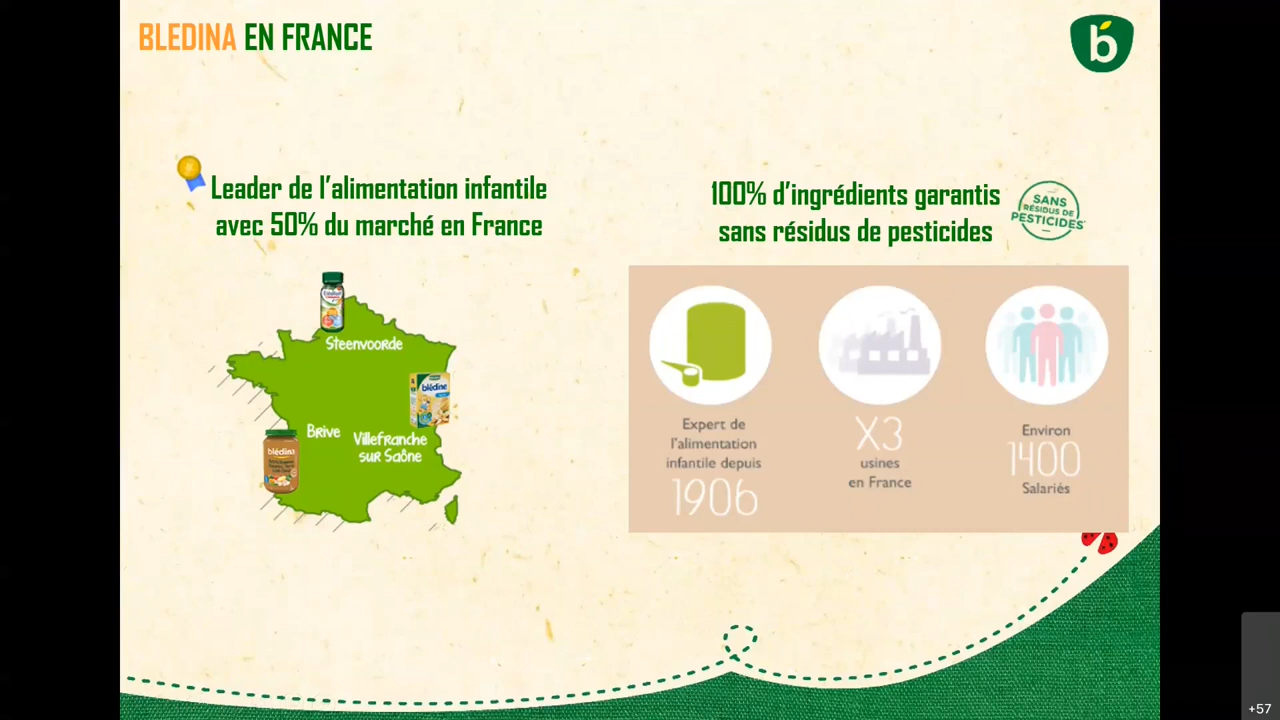 BLEDINA EN FRANCE
b
Leader de l'alimentation infantile
avec 50% du marché en France
100% d'ingrédients garantis
sans résidus de pesticides
SANS
RÉSIDUS DE
PESTICIDES
Steenvoorde
blédine
Brive
Villefranche
sur Saône
blédina
Expert de
l'alimentation
infantile depuis
1906
X3
usines
en France
Environ
1400
Salariés
+57